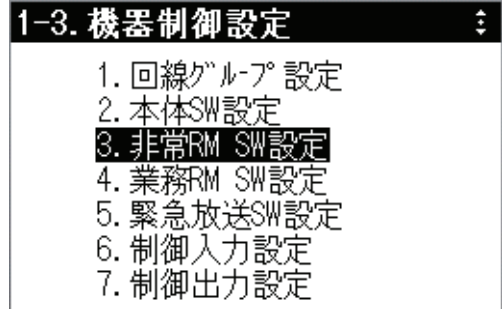 1-3.機器制御設定
1.回線ｸﾞﾙｰﾌﾟ設定
2.本体SW設定
3.非常RM SW設定
4.業務RM SW設定
5.緊急放送SW設定
6.制御入力設定
7.制御出力設定